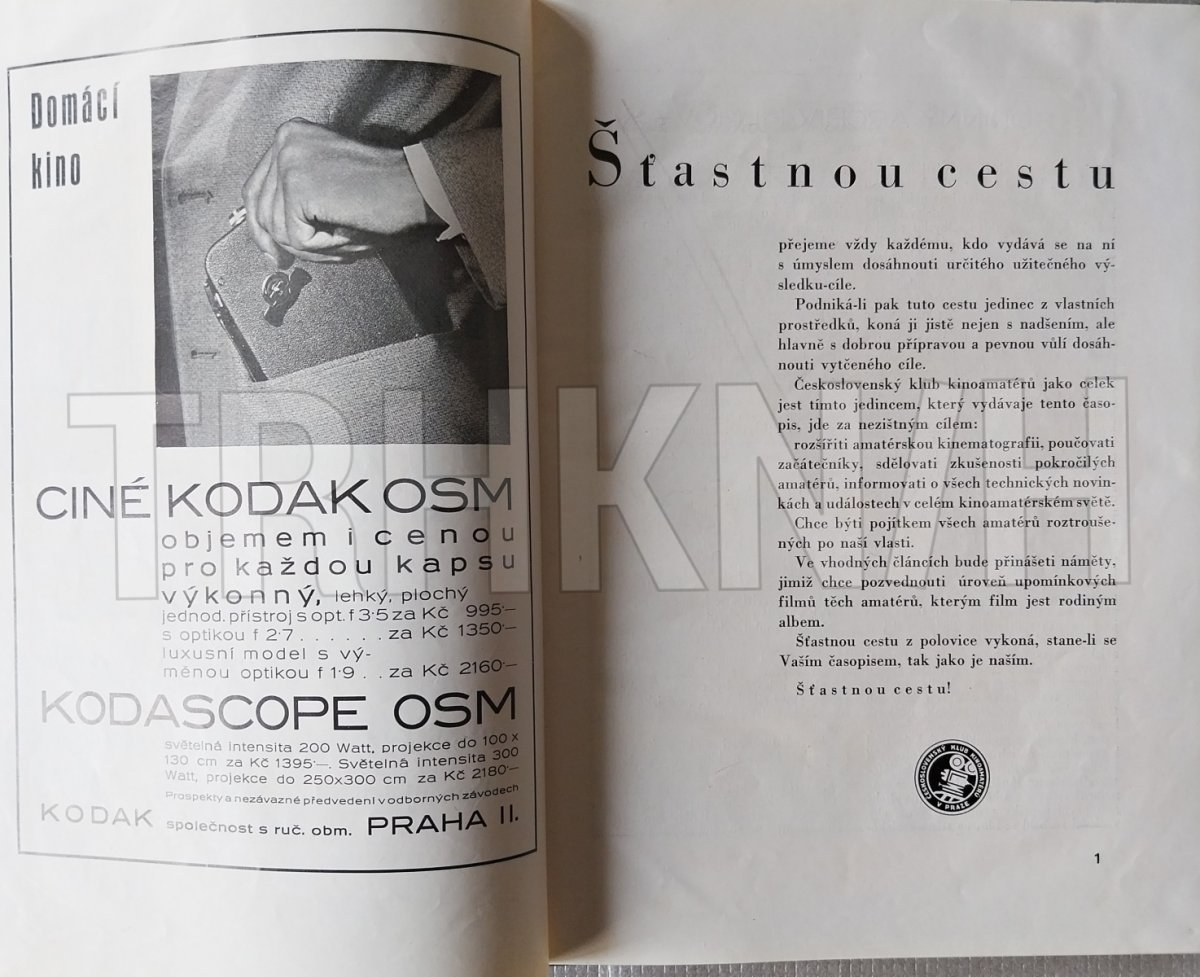 Domácí
kino
CINÉ KODAK OSM
objemem i cenou
pro každou kapsu
výkonný, lehký, plochý
jednod. přístroj s opt. f 3·5 za Kč 995·—
s optikou f 2·7 . . . . . . za Kč 1350·—
luxusní model s vý-
měnou optikou f 1·9 . . za Kč 2160·—
KODASCOPE OSM
světelná intensita 200 Watt, projekce do 100 x
130 cm za Kč 1395·—. Světelná intensita 300
Watt, projekce do 250x300 cm za Kč 2180·—
Prospekty a nezávazné předvedení v odborných závodech
KODAK společnost s ruč. obm. PRAHA II.
Šťastnou cestu
přejeme vždy každému, kdo vydává se na ní
s úmyslem dosáhnouti určitého užitečného vý-
sledku-cíle.
Podniká-li pak tuto cestu jedinec z vlastních
prostředků, koná ji jistě nejen s nadšením, ale
hlavně s dobrou přípravou a pevnou vůlí dosáh-
nouti vytčeného cíle.
Československý klub kinoamatérů jako celek
jest tímto jedincem, který vydávaje tento časo-
pis, jde za nezištným cílem:
rozšířiti amatérskou kinematografii, poučovati
začátečníky, sdělovati zkušenosti pokročilých
amatérů, informovati o všech technických novin-
kách a událostech v celém kinoamatérském světě.
Chce býti pojítkem všech amatérů roztrouše-
ných po naší vlasti.
Ve vhodných článcích bude přinášeti náměty,
jimiž chce pozvednouti úroveň upomínkových
filmů těch amatérů, kterým film jest rodinným
albem.
Šťastnou cestu z polovice vykoná, stane-li se
Vaším časopisem, tak jako je naším.
Šťastnou cestu!
ČESKOSLOVENSKÝ KLUB KINOAMATÉRŮ
V PRAZE
1
TRHKNIH